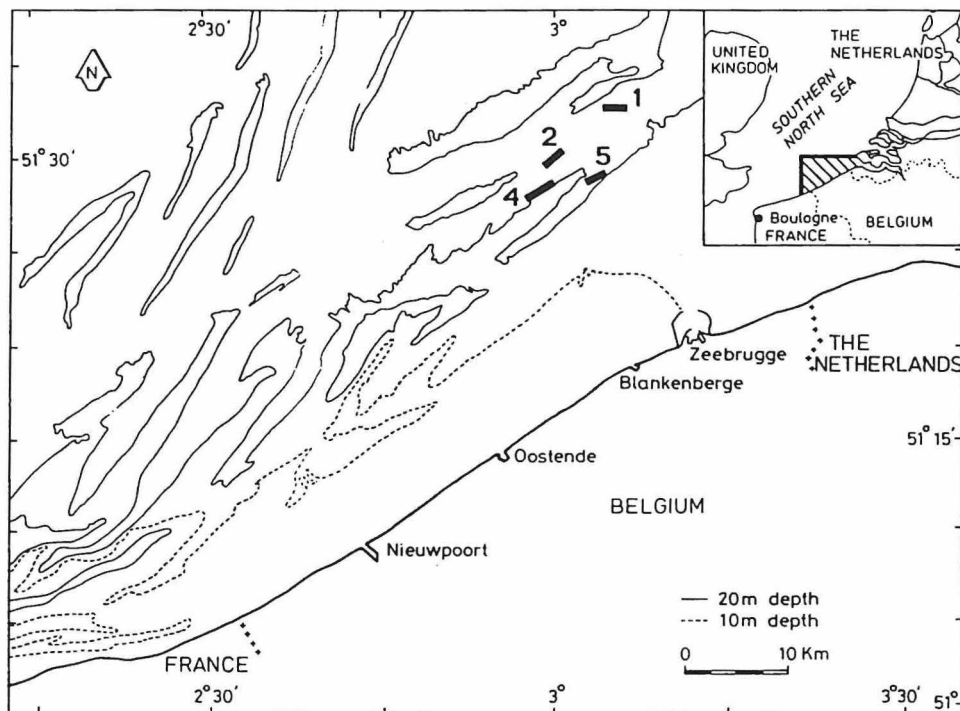 2°30'
3°
N
UNITED
KINGDOM
THE
NETHERLANDS
SOUTHERN
NORTH SEA
Boulogne
FRANCE
BELGIUM
51°30'
1
2
5
4
Zeebrugge
THE
NETHERLANDS
Blankenberge
51°
15'
Oostende
BELGIUM
Nieuwpoort
20m depth
10m depth
0
10 Km
FRANCE
2°30'
3°
3°30'
51°